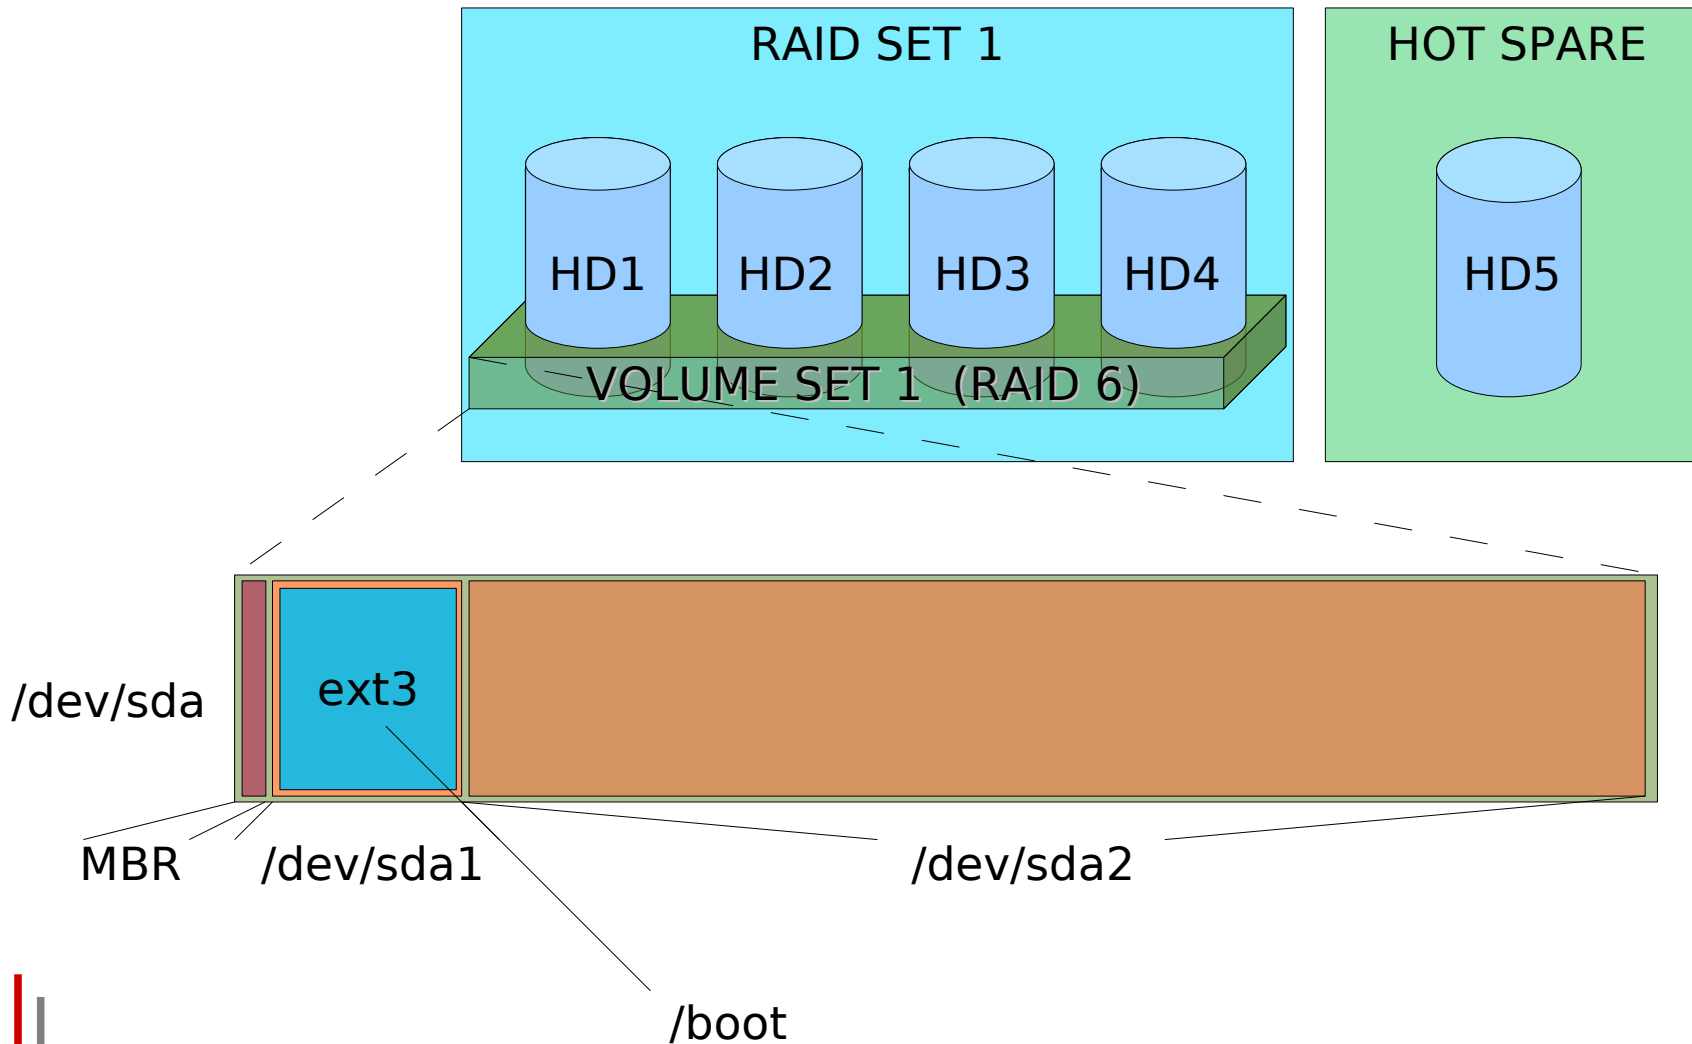 RAID SET 1
HOT SPARE
HD1
HD2
HD3
HD4
HD5
VOLUME SET 1 (RAID 6)
/dev/sda
ext3
MBR
/dev/sda1
/dev/sda2
/boot